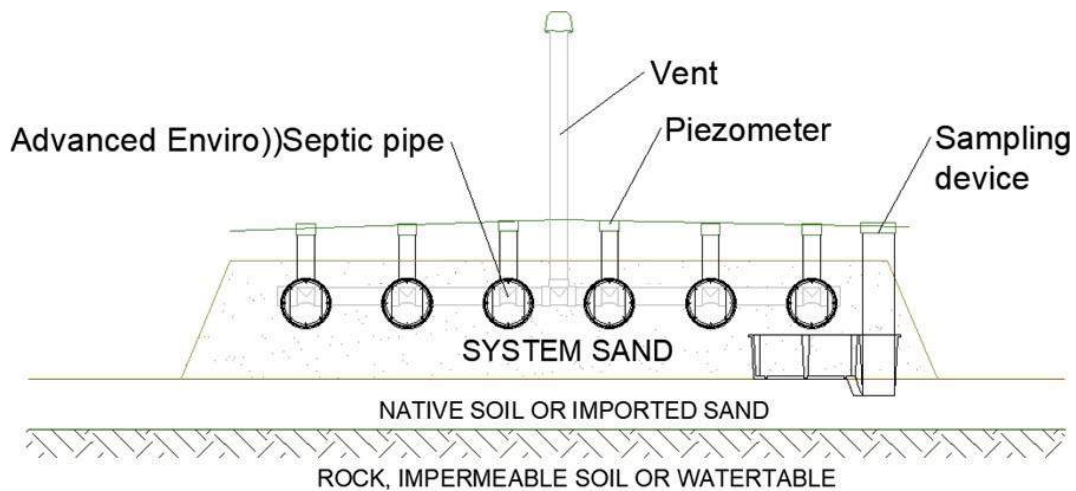 Vent
Advanced Enviro))Septic pipe
Piezometer
Sampling
device
SYSTEM SAND
NATIVE SOIL OR IMPORTED SAND
ROCK, IMPERMEABLE SOIL OR WATERTABLE